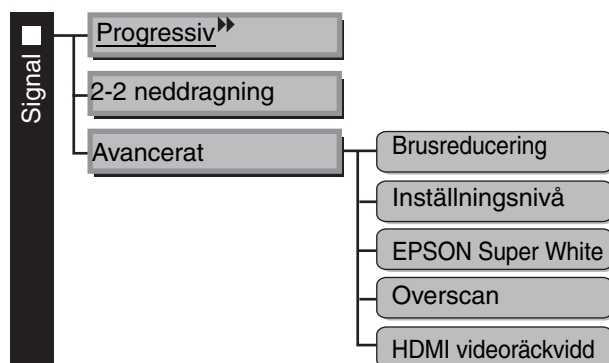 Signal
Progressiv
2-2 neddragning
Avancerat
Brusreducering
Inställningsnivå
EPSON Super White
Overscan
HDMI videoräckvidd